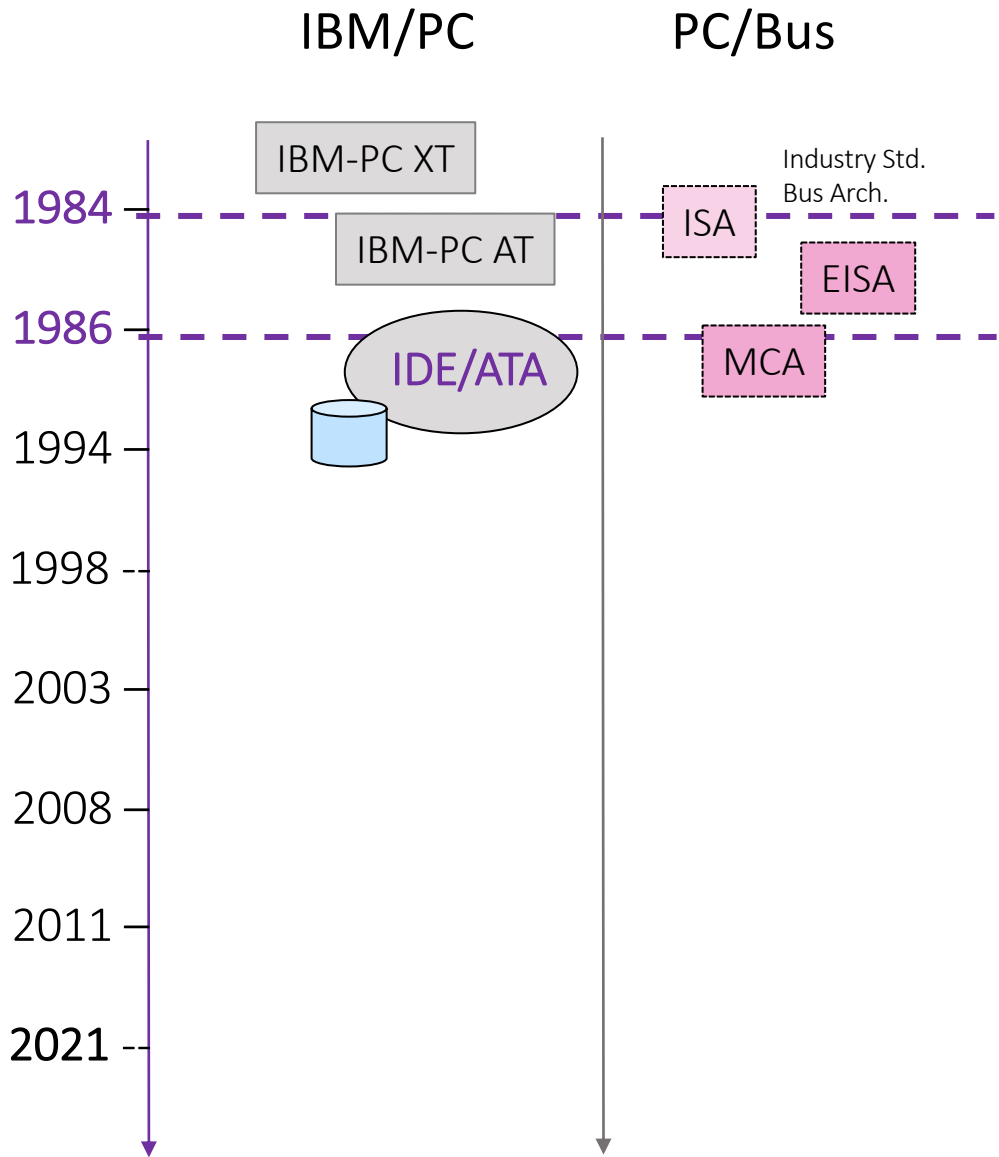 IBM/PC
PC/Bus
IBM-PC XT
Industry Std.
Bus Arch.
1984
ISA
IBM-PC AT
EISA
1986
MCA
IDE/ATA
1994
1998
2003
2008
2011
2021